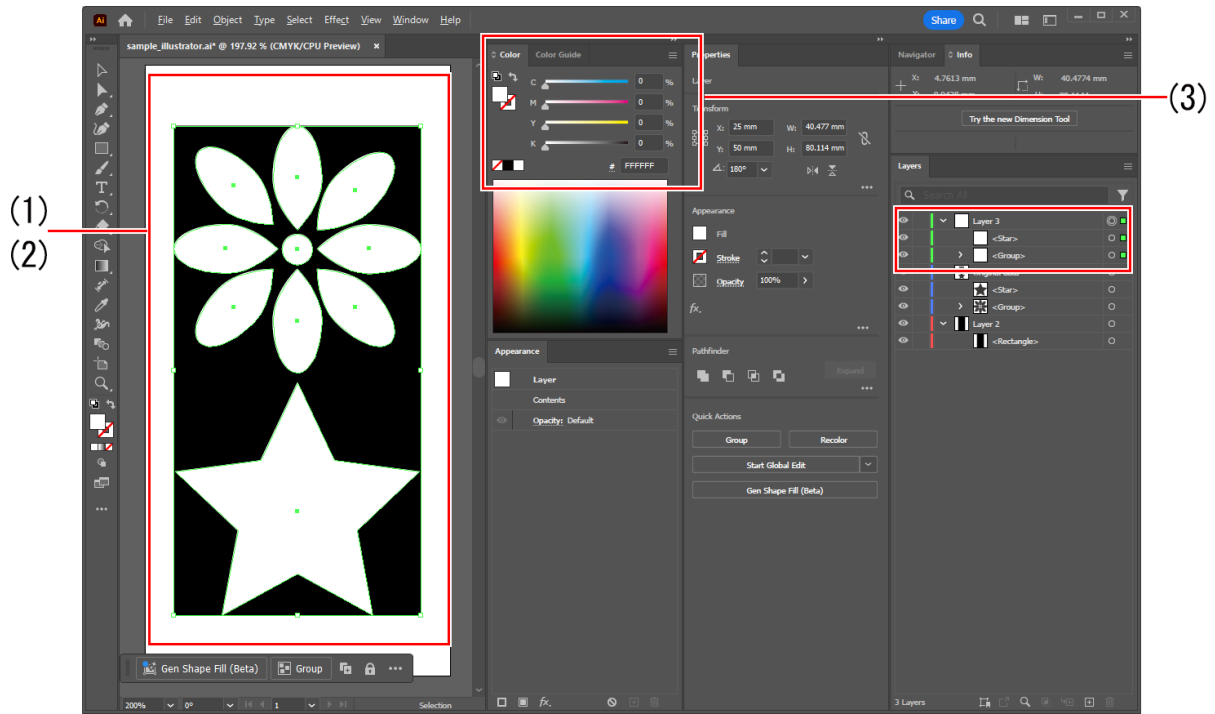 Ai File Edit Object Type Select Effect View Window Help Share
sample_illustrator.ai* @ 197.92 % (CMYK/CPU Preview) ×
Color Color Guide
C 0 %
M 0 %
Y 0 %
K 0 %
# FFFFFF
Appearance
Layer
Contents
Opacity: Default
fx.
Properties
Layer
Transform
X: 25 mm W: 40.477 mm
Y: 50 mm H: 80.114 mm
180°
Appearance
Fill
Stroke
Opacity 100%
fx.
Pathfinder
Expand
Quick Actions
Group Recolor
Start Global Edit
Gen Shape Fill (Beta)
Navigator Info
X: 4.7613 mm W: 40.4774 mm
Try the new Dimension Tool
Layers
Search All
Layer 3
<Star>
<Group>
<Star>
<Group>
Layer 2
<Rectangle>
3 Layers
(1)
(2)
(3)
Gen Shape Fill (Beta) Group
200% 0° 1 Selection